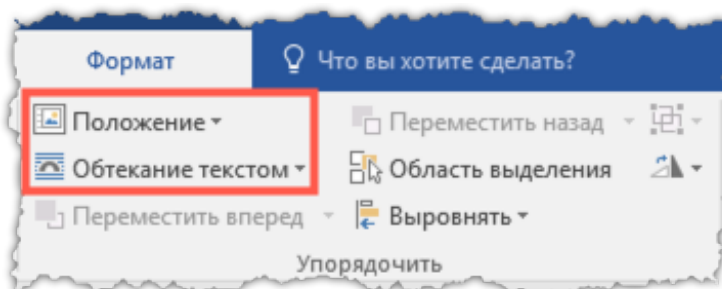 Формат
Что вы хотите сделать?
Положение
Переместить назад
Обтекание текстом
Область выделения
Переместить вперед
Выровнять
Упорядочить